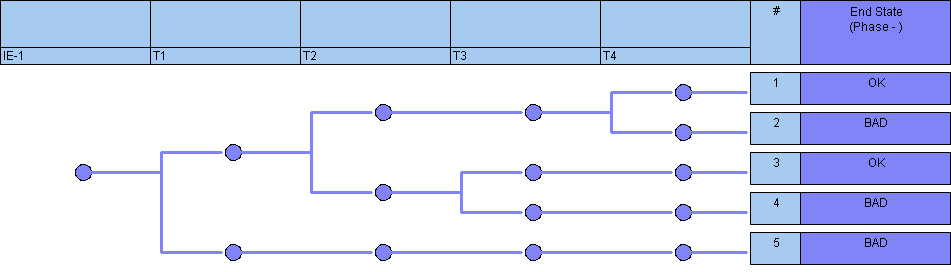 # End State
(Phase - )
IE-1 T1 T2 T3 T4
1 OK
2 BAD
3 OK
4 BAD
5 BAD